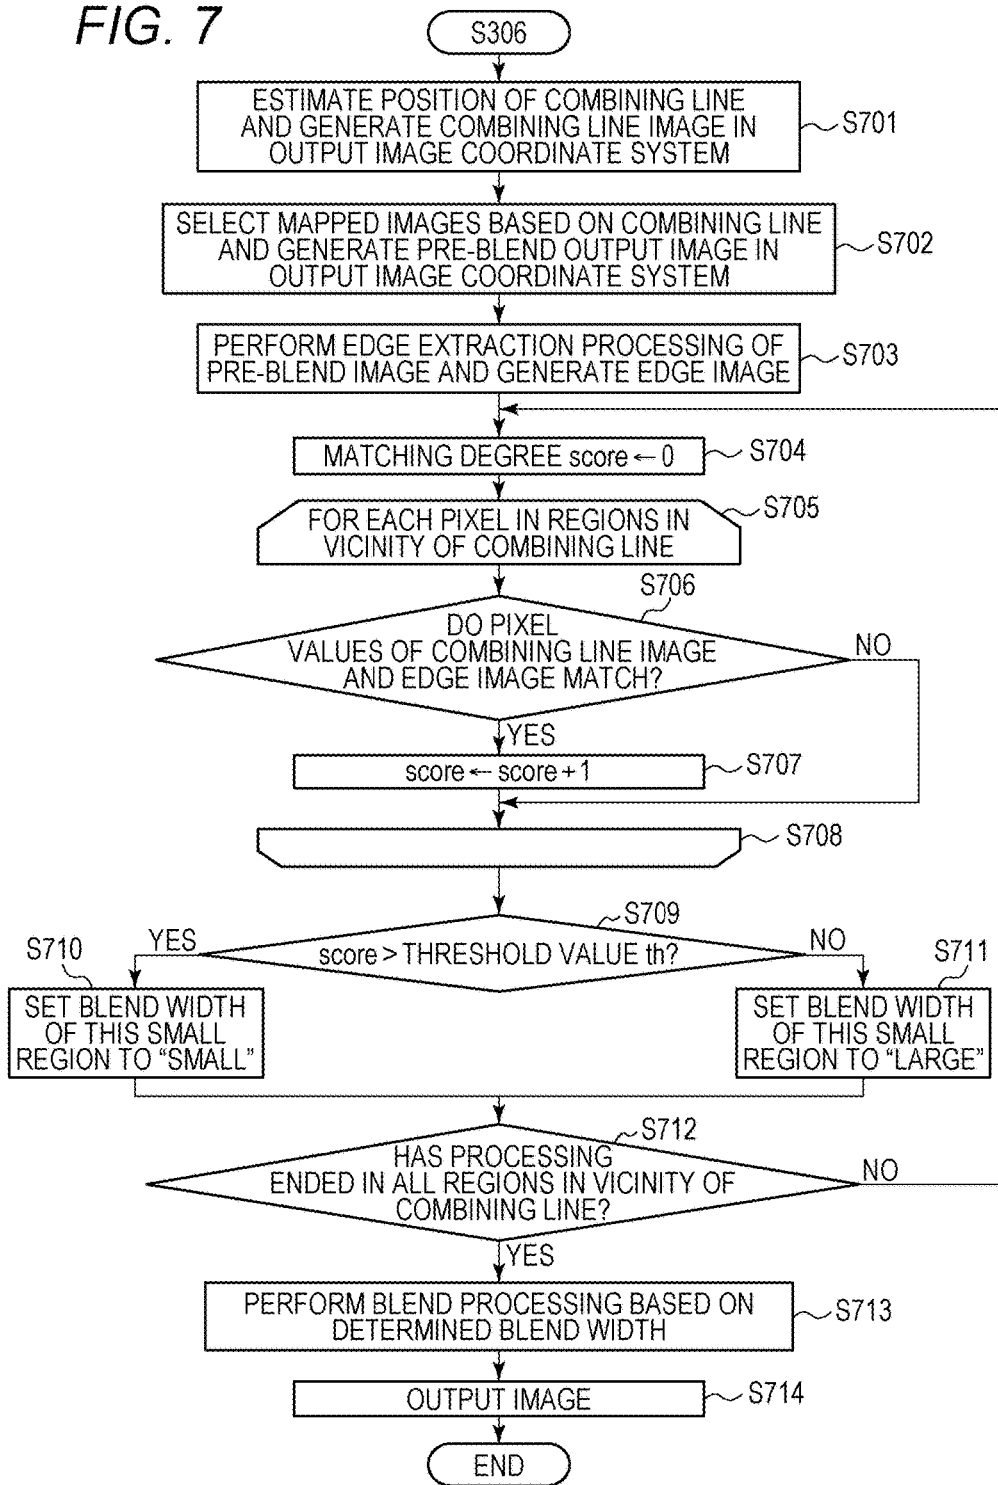 FIG. 7
S306
ESTIMATE POSITION OF COMBINING LINE
AND GENERATE COMBINING LINE IMAGE IN
OUTPUT IMAGE COORDINATE SYSTEM
S701
SELECT MAPPED IMAGES BASED ON COMBINING LINE
AND GENERATE PRE-BLEND OUTPUT IMAGE IN
OUTPUT IMAGE COORDINATE SYSTEM
S702
PERFORM EDGE EXTRACTION PROCESSING OF
PRE-BLEND IMAGE AND GENERATE EDGE IMAGE
S703
MATCHING DEGREE score ← 0
S704
FOR EACH PIXEL IN REGIONS IN
VICINITY OF COMBINING LINE
S705
S706
DO PIXEL
VALUES OF COMBINING LINE IMAGE
AND EDGE IMAGE MATCH?
NO
YES
score ← score + 1
S707
S708
S709
score > THRESHOLD VALUE th?
YES
NO
S710
SET BLEND WIDTH
OF THIS SMALL
REGION TO “SMALL”
S711
SET BLEND WIDTH
OF THIS SMALL
REGION TO “LARGE”
S712
HAS PROCESSING
ENDED IN ALL REGIONS IN VICINITY OF
COMBINING LINE?
NO
YES
PERFORM BLEND PROCESSING BASED ON
DETERMINED BLEND WIDTH
S713
OUTPUT IMAGE
S714
END